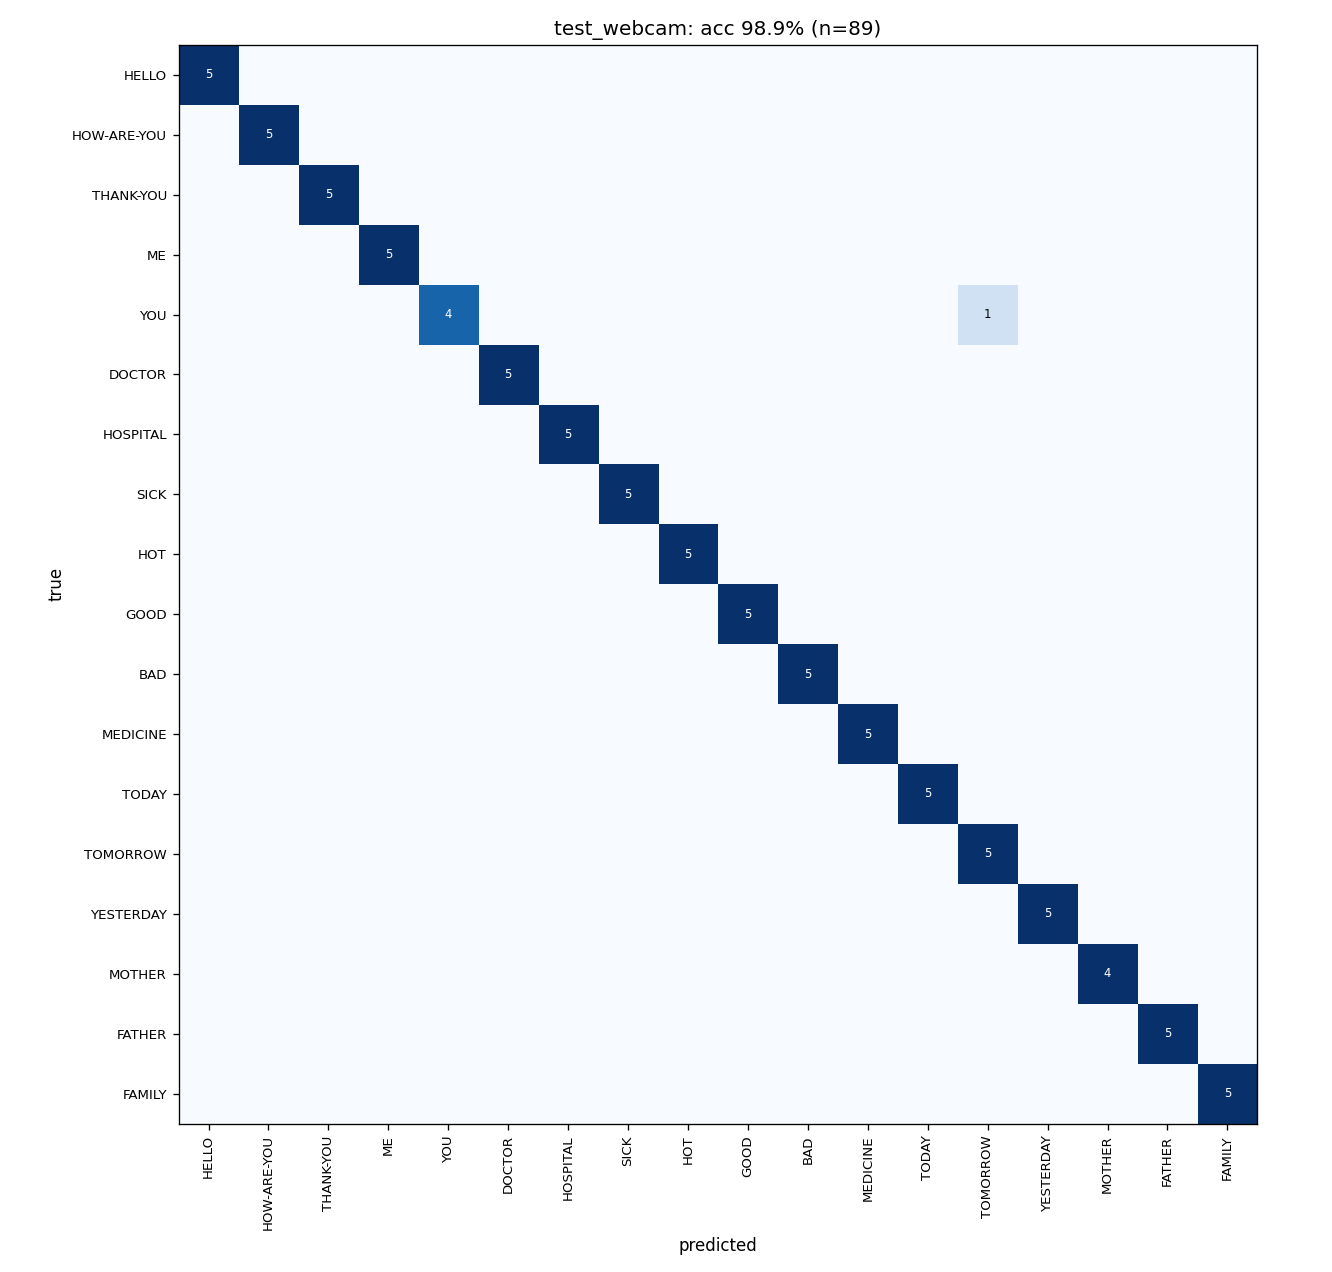 test_webcam: acc 98.9% (n=89)
true
HELLO 5
HOW-ARE-YOU 5
THANK-YOU 5
ME 5
YOU 4 1
DOCTOR 5
HOSPITAL 5
SICK 5
HOT 5
GOOD 5
BAD 5
MEDICINE 5
TODAY 5
TOMORROW 5
YESTERDAY 5
MOTHER 4
FATHER 5
FAMILY 5
HELLO
HOW-ARE-YOU
THANK-YOU
ME
YOU
DOCTOR
HOSPITAL
SICK
HOT
GOOD
BAD
MEDICINE
TODAY
TOMORROW
YESTERDAY
MOTHER
FATHER
FAMILY
predicted